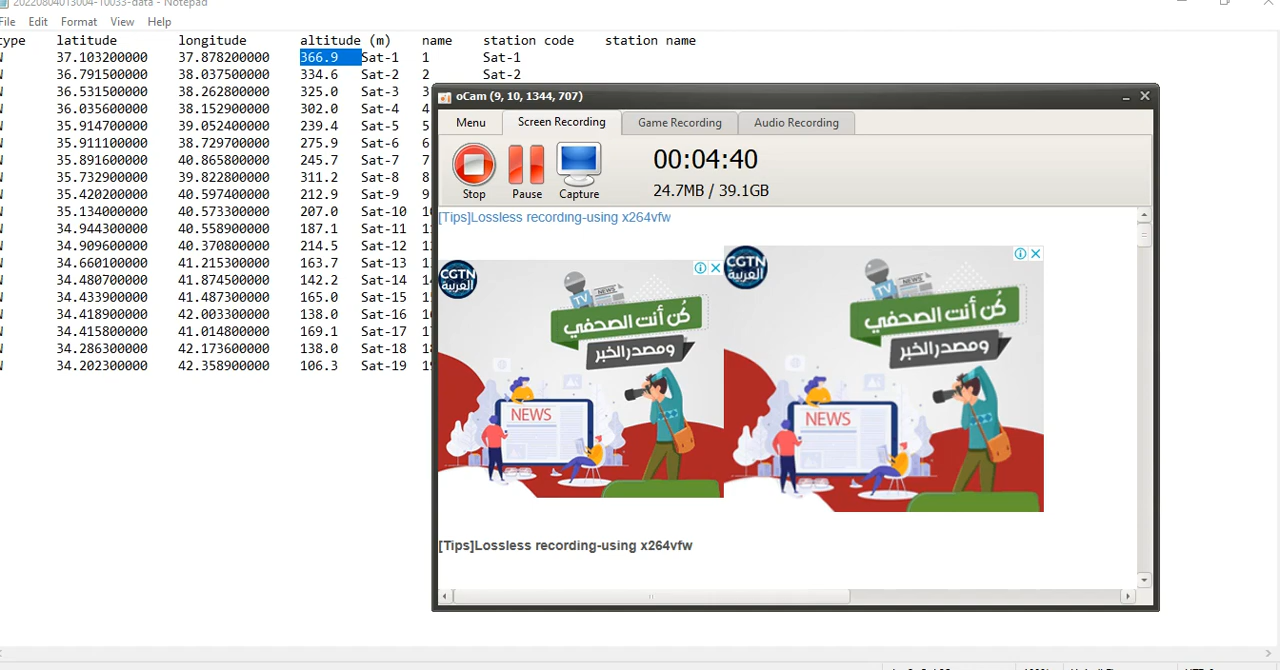 20220804013004-10033-data - Notepad
File Edit Format View Help
type latitude longitude altitude (m) name station code station name
37.103200000 37.878200000 366.9 Sat-1 1 Sat-1
36.791500000 38.037500000 334.6 Sat-2 2 Sat-2
36.531500000 38.262800000 325.0 Sat-3 3
36.035600000 38.152900000 302.0 Sat-4 4
35.914700000 39.052400000 239.4 Sat-5 5
35.911100000 38.729700000 275.9 Sat-6 6
35.891600000 40.865800000 245.7 Sat-7 7
35.732900000 39.822800000 311.2 Sat-8 8
35.420200000 40.597400000 212.9 Sat-9 9
35.134000000 40.573300000 207.0 Sat-10
34.944300000 40.558900000 187.1 Sat-11
34.909600000 40.370800000 214.5 Sat-12
34.660100000 41.215300000 163.7 Sat-13
34.480700000 41.874500000 142.2 Sat-14
34.433900000 41.487300000 165.0 Sat-15
34.418900000 42.003300000 138.0 Sat-16
34.415800000 41.014800000 169.1 Sat-17
34.286300000 42.173600000 138.0 Sat-18
34.202300000 42.358900000 106.3 Sat-19
oCam (9, 10, 1344, 707)
Menu Screen Recording Game Recording Audio Recording
00:04:40
24.7MB / 39.1GB
Stop Pause Capture
[Tips]Lossless recording-using x264vfw
CGTN
العربية
TV
NEWS
كُن أنت الصحفي
ومصدر الخبر
NEWS
CGTN
العربية
TV
NEWS
كُن أنت الصحفي
ومصدر الخبر
NEWS
[Tips]Lossless recording-using x264vfw